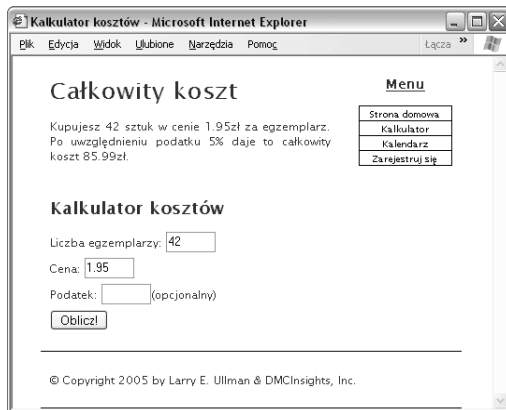 Kalkulator kosztów - Microsoft Internet Explorer
Plik Edycja Widok Ulubione Narzędzia Pomoc Łącza »
Całkowity koszt
Kupujesz 42 sztuk w cenie 1.95zł za egzemplarz.
Po uwzględnieniu podatku 5% daje to całkowity
koszt 85.99zł.
Menu
Strona domowa
Kalkulator
Kalendarz
Zarejestruj się
Kalkulator kosztów
Liczba egzemplarzy: 42
Cena: 1.95
Podatek: (opcjonalny)
Oblicz!
© Copyright 2005 by Larry E. Ullman & DMCInsights, Inc.